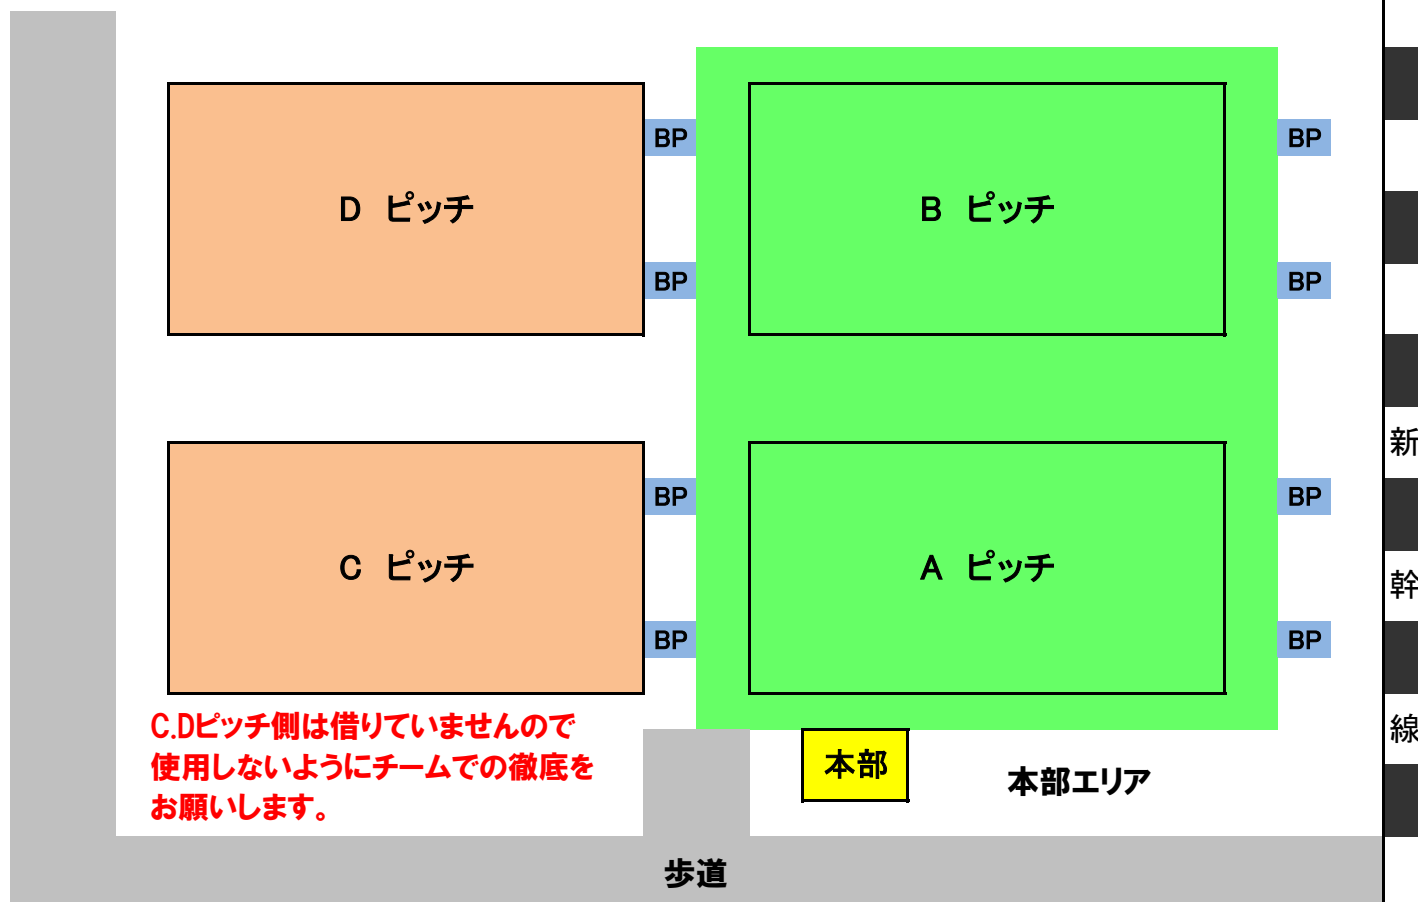 BP
BP
D ピッチ
B ピッチ
BP
BP
新
BP
BP
C ピッチ
A ピッチ
幹
BP
BP
C.Dピッチ側は借りていませんので
使用しないようにチームでの徹底を
お願いします。
本部
本部エリア
線
歩道